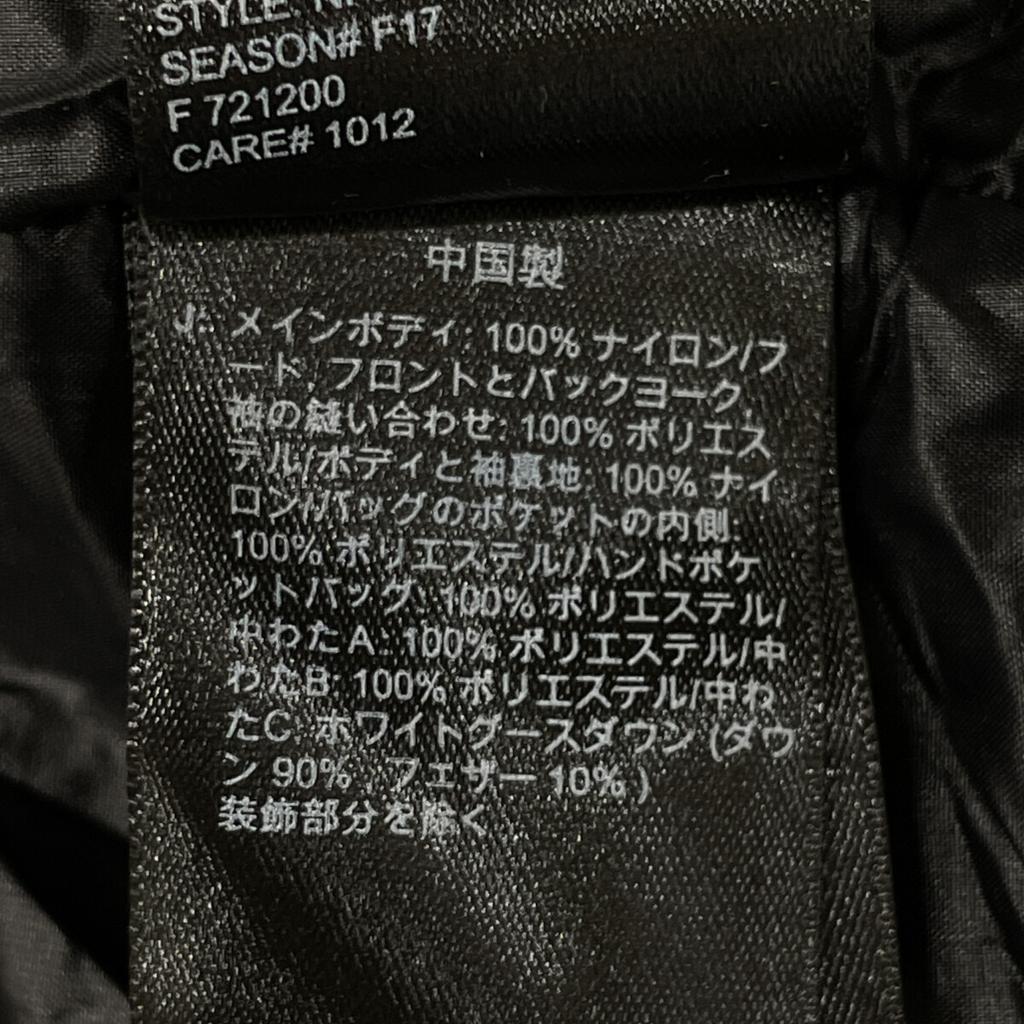 STYLE: N
SEASON# F17
F 721200
CARE# 1012
中国製
J: メインボディ: 100% ナイロン/フ
ード, フロントとバックヨーク,
袖の縫い合わせ: 100% ポリエス
テル/ボディと袖裏地: 100% ナイ
ロン/バッグのポケットの内側:
100% ポリエステル/ハンドポケ
ットバッグ: 100% ポリエステル/
中わたA: 100% ポリエステル/中
わたB: 100% ポリエステル/中わ
たC: ホワイトグースダウン (ダウ
ン 90% , フェザー 10% )
装飾部分を除く